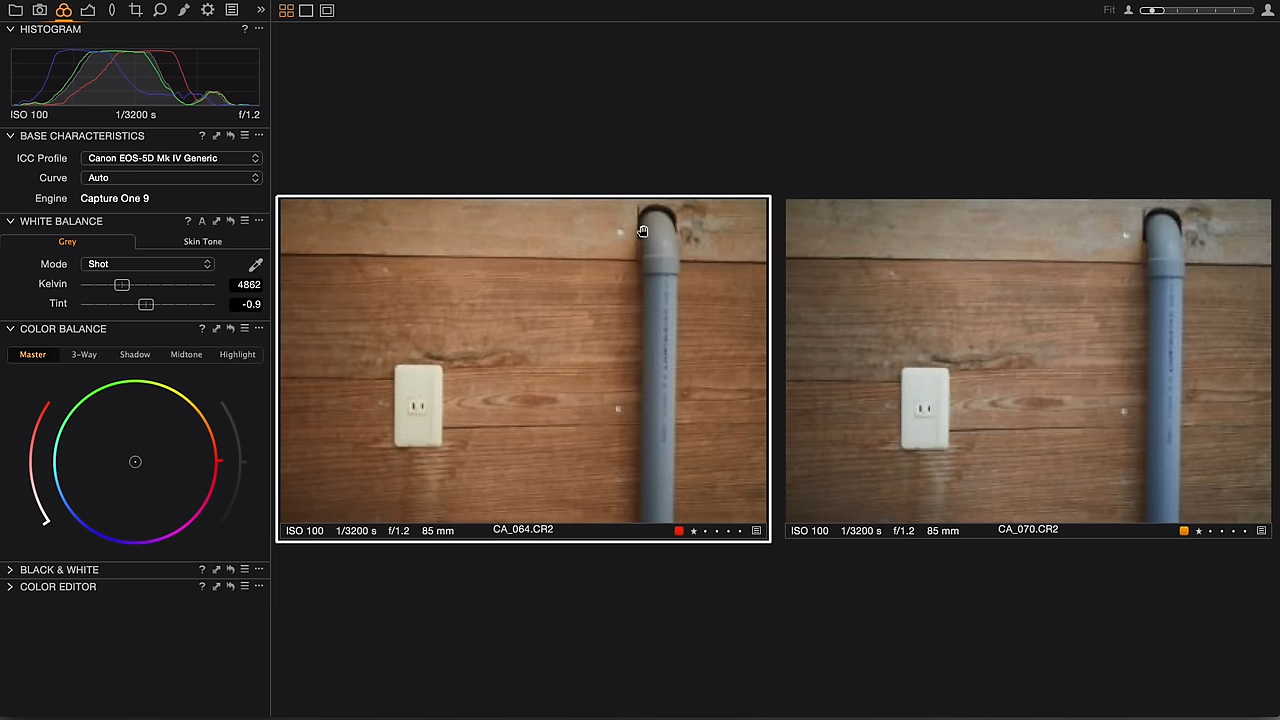 Fit
HISTOGRAM ?
ISO 100 1/3200 s f/1.2
BASE CHARACTERISTICS ?
ICC Profile Canon EOS-5D Mk IV Generic
Curve Auto
Engine Capture One 9
WHITE BALANCE ? A
Grey Skin Tone
Mode Shot
Kelvin 4862
Tint -0.9
COLOR BALANCE ?
Master 3-Way Shadow Midtone Highlight
BLACK & WHITE ?
COLOR EDITOR ?
ISO 100 1/3200 s f/1.2 85 mm CA_064.CR2
ISO 100 1/3200 s f/1.2 85 mm CA_070.CR2